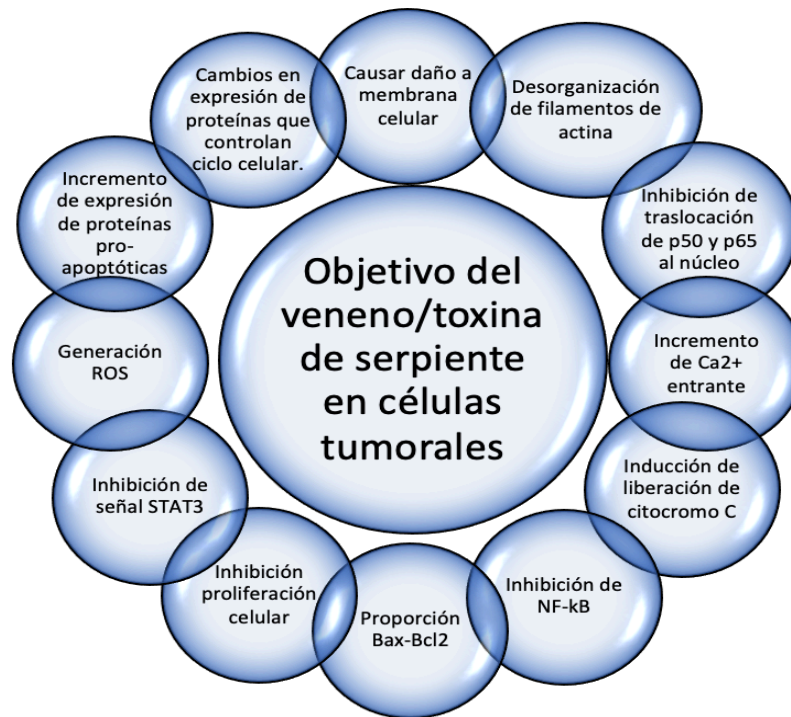 Objetivo del
veneno/toxina
de serpiente
en células
tumorales
Causar daño a
membrana
celular
Desorganización
de filamentos de
actina
Inhibición de
traslocación
de p50 y p65
al núcleo
Incremento
de Ca2+
entrante
Inducción de
liberación de
citocromo C
Inhibición de
NF-kB
Proporción
Bax-Bcl2
Inhibición
proliferación
celular
Inhibición de
señal STAT3
Generación
ROS
Incremento
de expresión
de proteínas
pro-
apoptóticas
Cambios en
expresión de
proteínas que
controlan
ciclo celular.